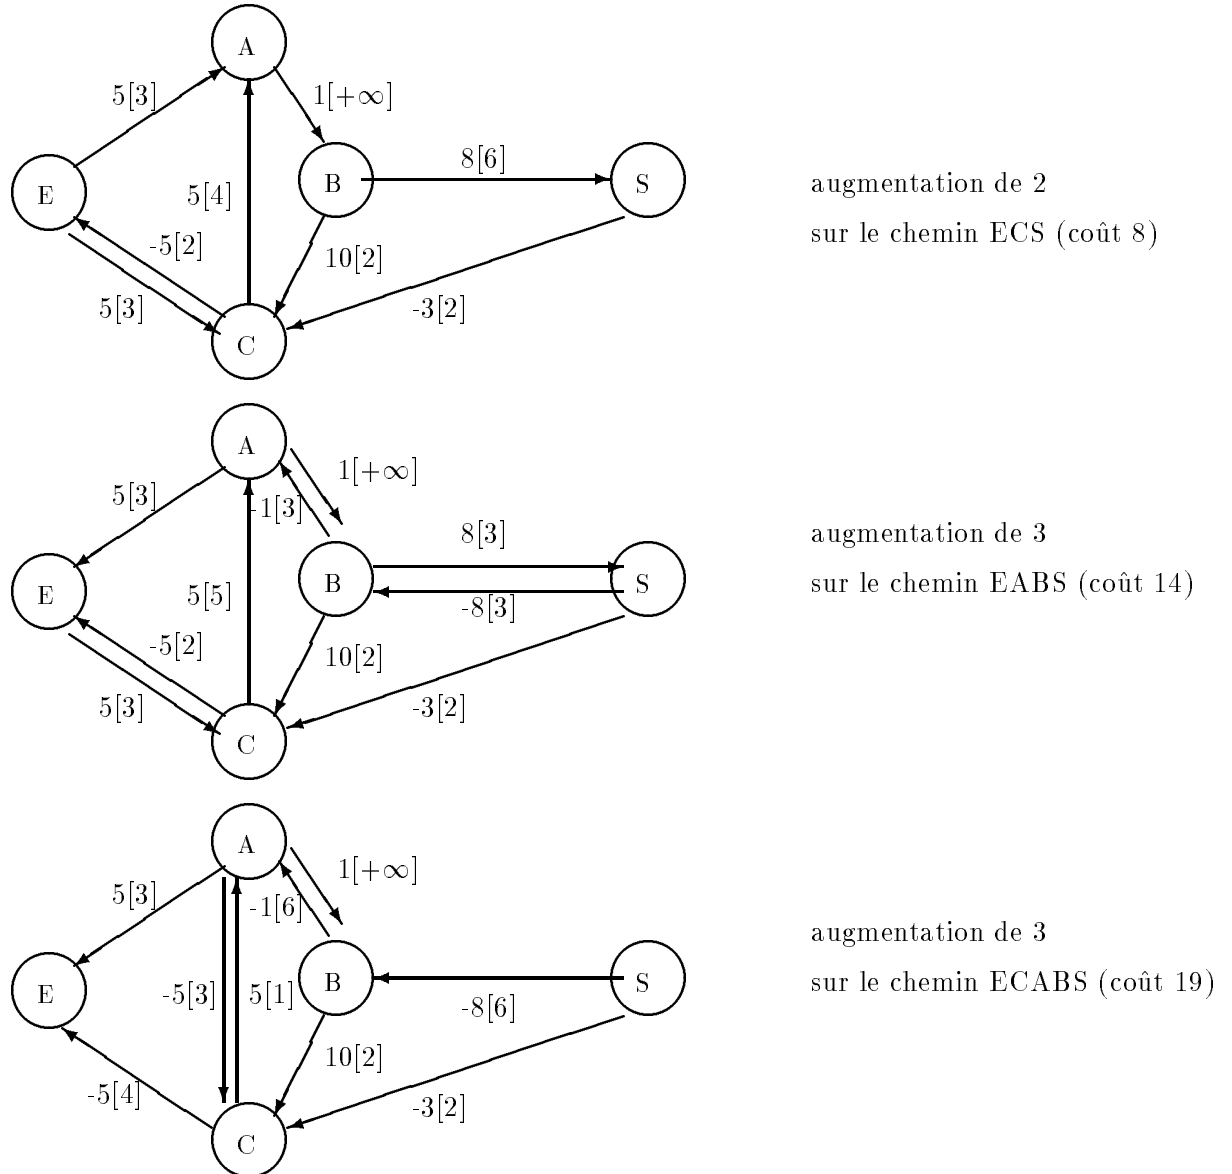 A
5[3]
1[+∞]
8[6]
E
B
S
5[4]
-5[2]
10[2]
5[3]
-3[2]
C
augmentation de 2
sur le chemin ECS (coût 8)
A
1[+∞]
5[3]
-1[3]
8[3]
E
B
S
5[5]
-8[3]
-5[2]
10[2]
5[3]
-3[2]
C
augmentation de 3
sur le chemin EABS (coût 14)
A
1[+∞]
5[3]
-1[6]
E
-5[3]
5[1]
B
S
-8[6]
10[2]
-5[4]
-3[2]
C
augmentation de 3
sur le chemin ECABS (coût 19)